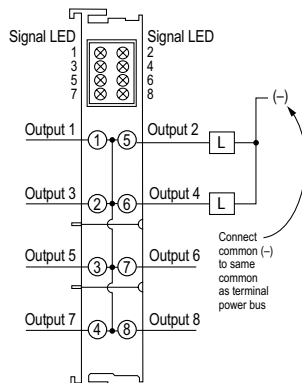 Signal LED Signal LED
1 2
3 4
5 6
7 8
(–)
Output 1 1 5 Output 2 L
Output 3 2 6 Output 4 L
Connect
common (–)
to same
common
as terminal
power bus
Output 5 3 7 Output 6
Output 7 4 8 Output 8